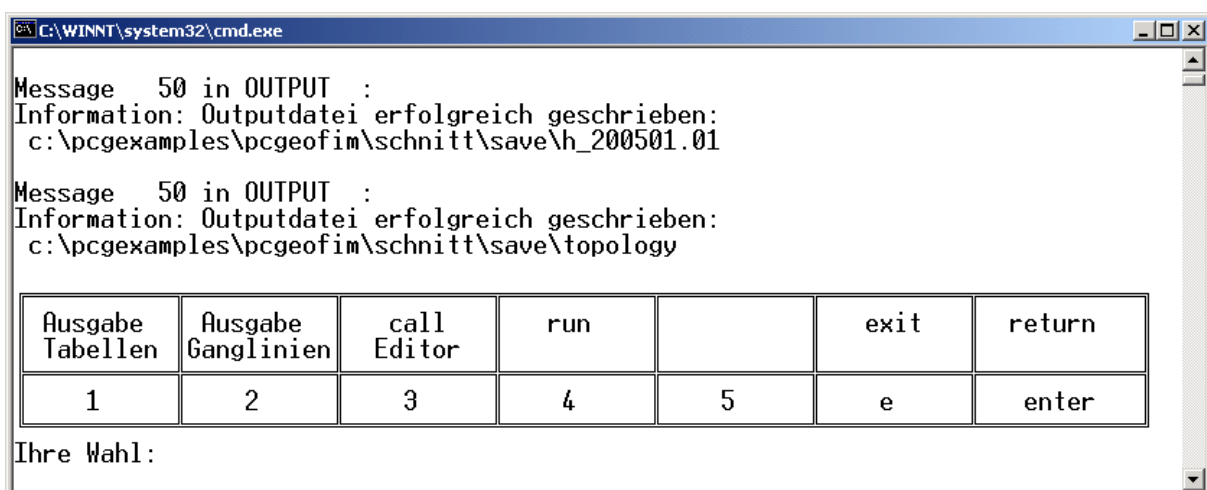 C:\WINNT\system32\cmd.exe
Message   50 in OUTPUT  :
Information: Outputdatei erfolgreich geschrieben:
c:\pcgexamples\pcgeofim\schnitt\save\h_200501.01
Message   50 in OUTPUT  :
Information: Outputdatei erfolgreich geschrieben:
c:\pcgexamples\pcgeofim\schnitt\save\topology
Ausgabe Ausgabe call run exit return
Tabellen Ganglinien Editor
1 2 3 4 5 e enter
Ihre Wahl: